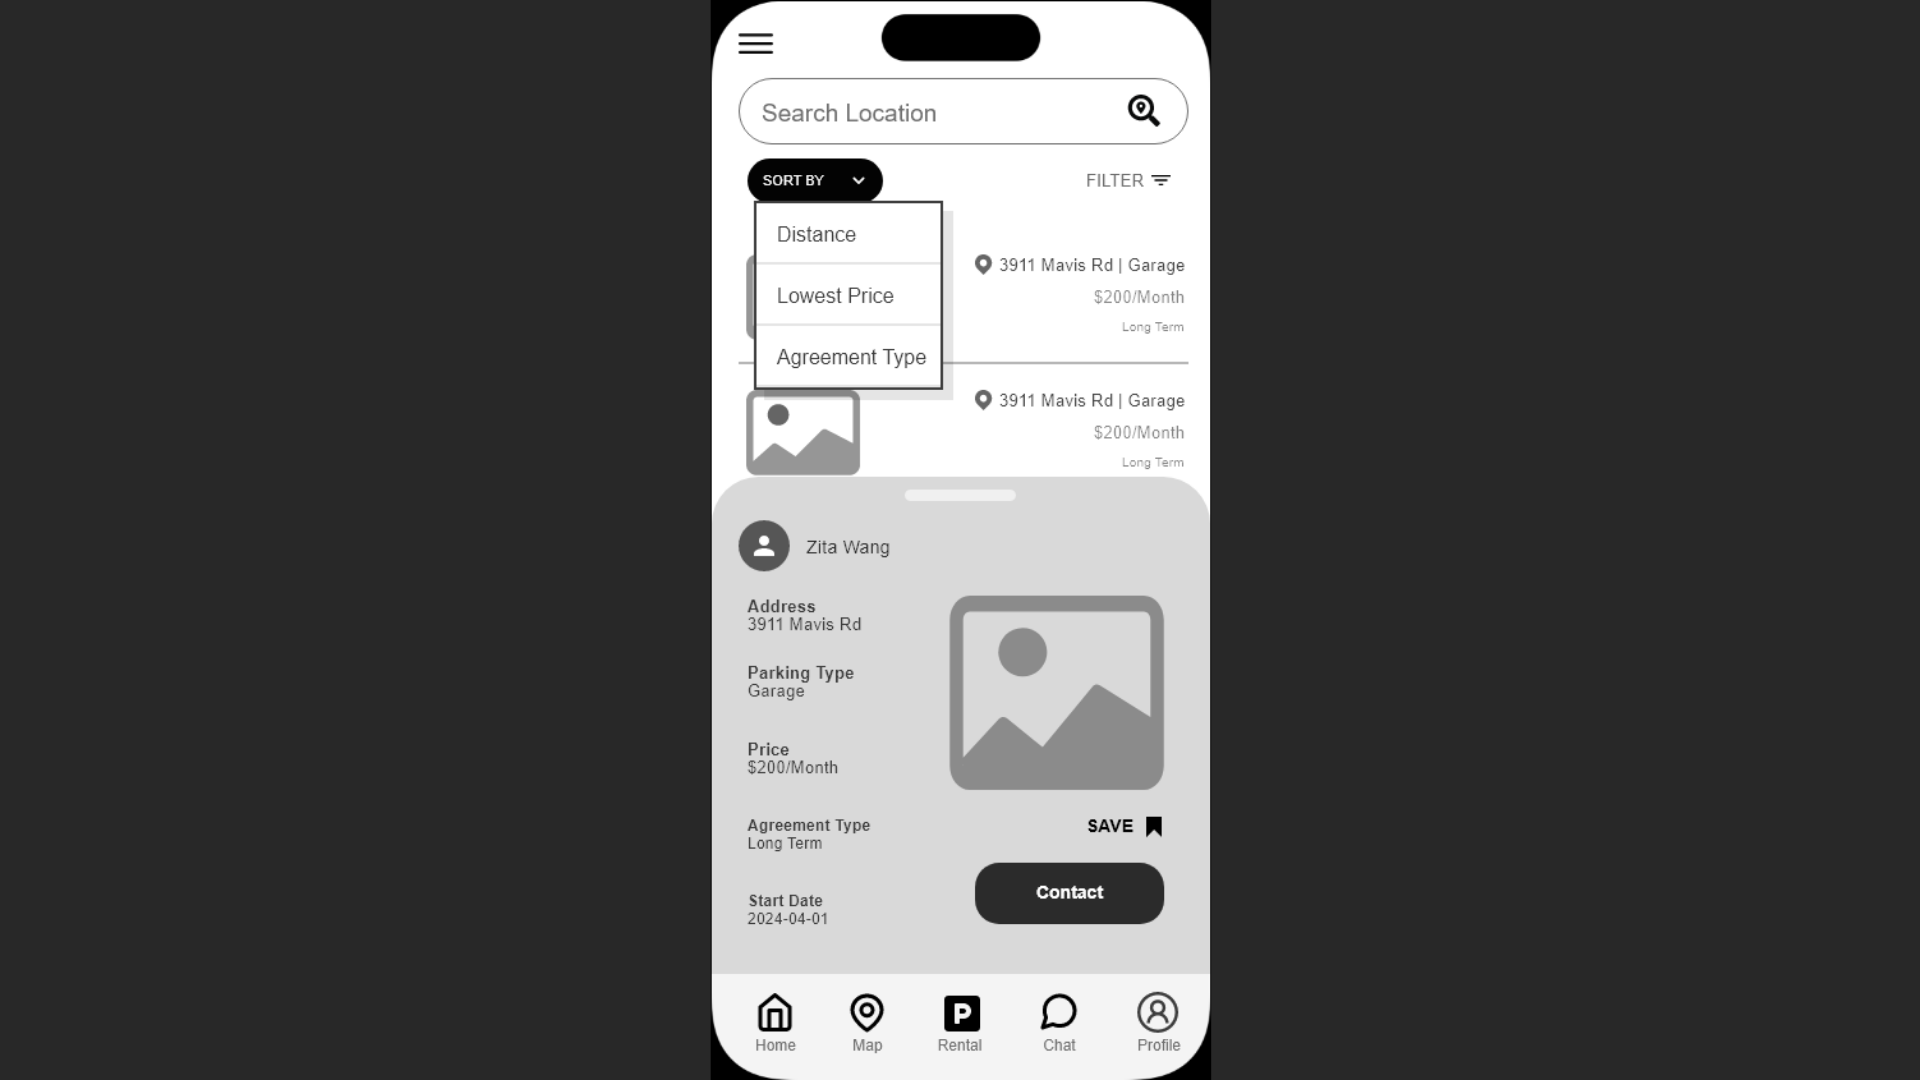 Search Location
SORT BY
FILTER
Distance
Lowest Price
Agreement Type
3911 Mavis Rd | Garage
$200/Month
Long Term
3911 Mavis Rd | Garage
$200/Month
Long Term
Zita Wang
Address
3911 Mavis Rd
Parking Type
Garage
Price
$200/Month
Agreement Type
Long Term
Start Date
2024-04-01
SAVE
Contact
P
Home
Map
Rental
Chat
Profile